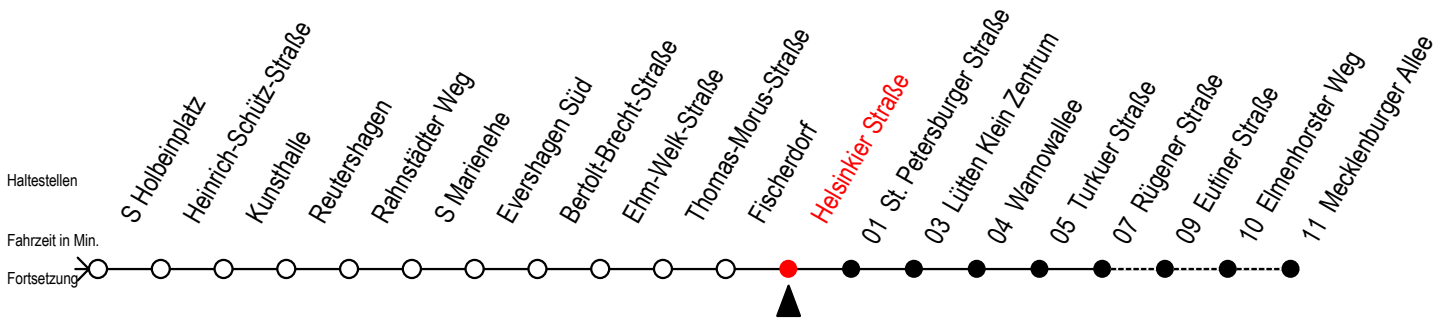 Haltestellen
Fahrzeit in Min.
Fortsetzung
S Holbeinplatz
Heinrich-Schütz-Straße
Kunsthalle
Reutershagen
Rahnstädter Weg
S Marienehe
Evershagen Süd
Bertolt-Brecht-Straße
Ehm-Welk-Straße
Thomas-Morus-Straße
Fischerdorf
Helsinkier Straße
01 St. Petersburger Straße
03 Lütten Klein Zentrum
04 Warnowallee
05 Turkuer Straße
07 Rügener Straße
09 Eutiner Straße
10 Elmenhorster Weg
11 Mecklenburger Allee